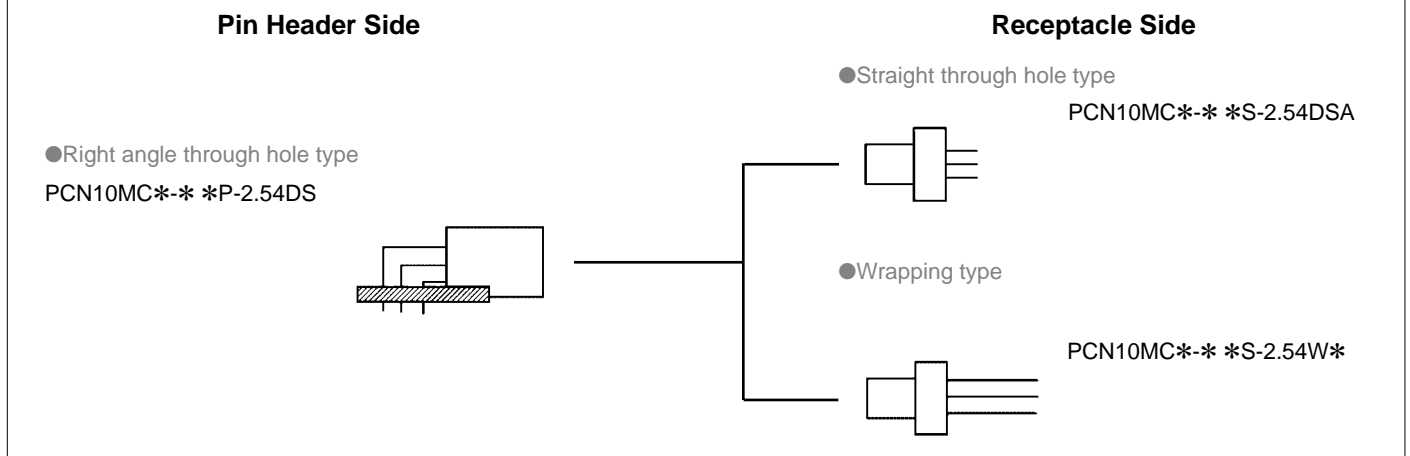 Pin Header Side
Receptacle Side
●Right angle through hole type
PCN10MC✻-✻ ✻P-2.54DS
●Straight through hole type
PCN10MC✻-✻ ✻S-2.54DSA
●Wrapping type
PCN10MC✻-✻ ✻S-2.54W✻